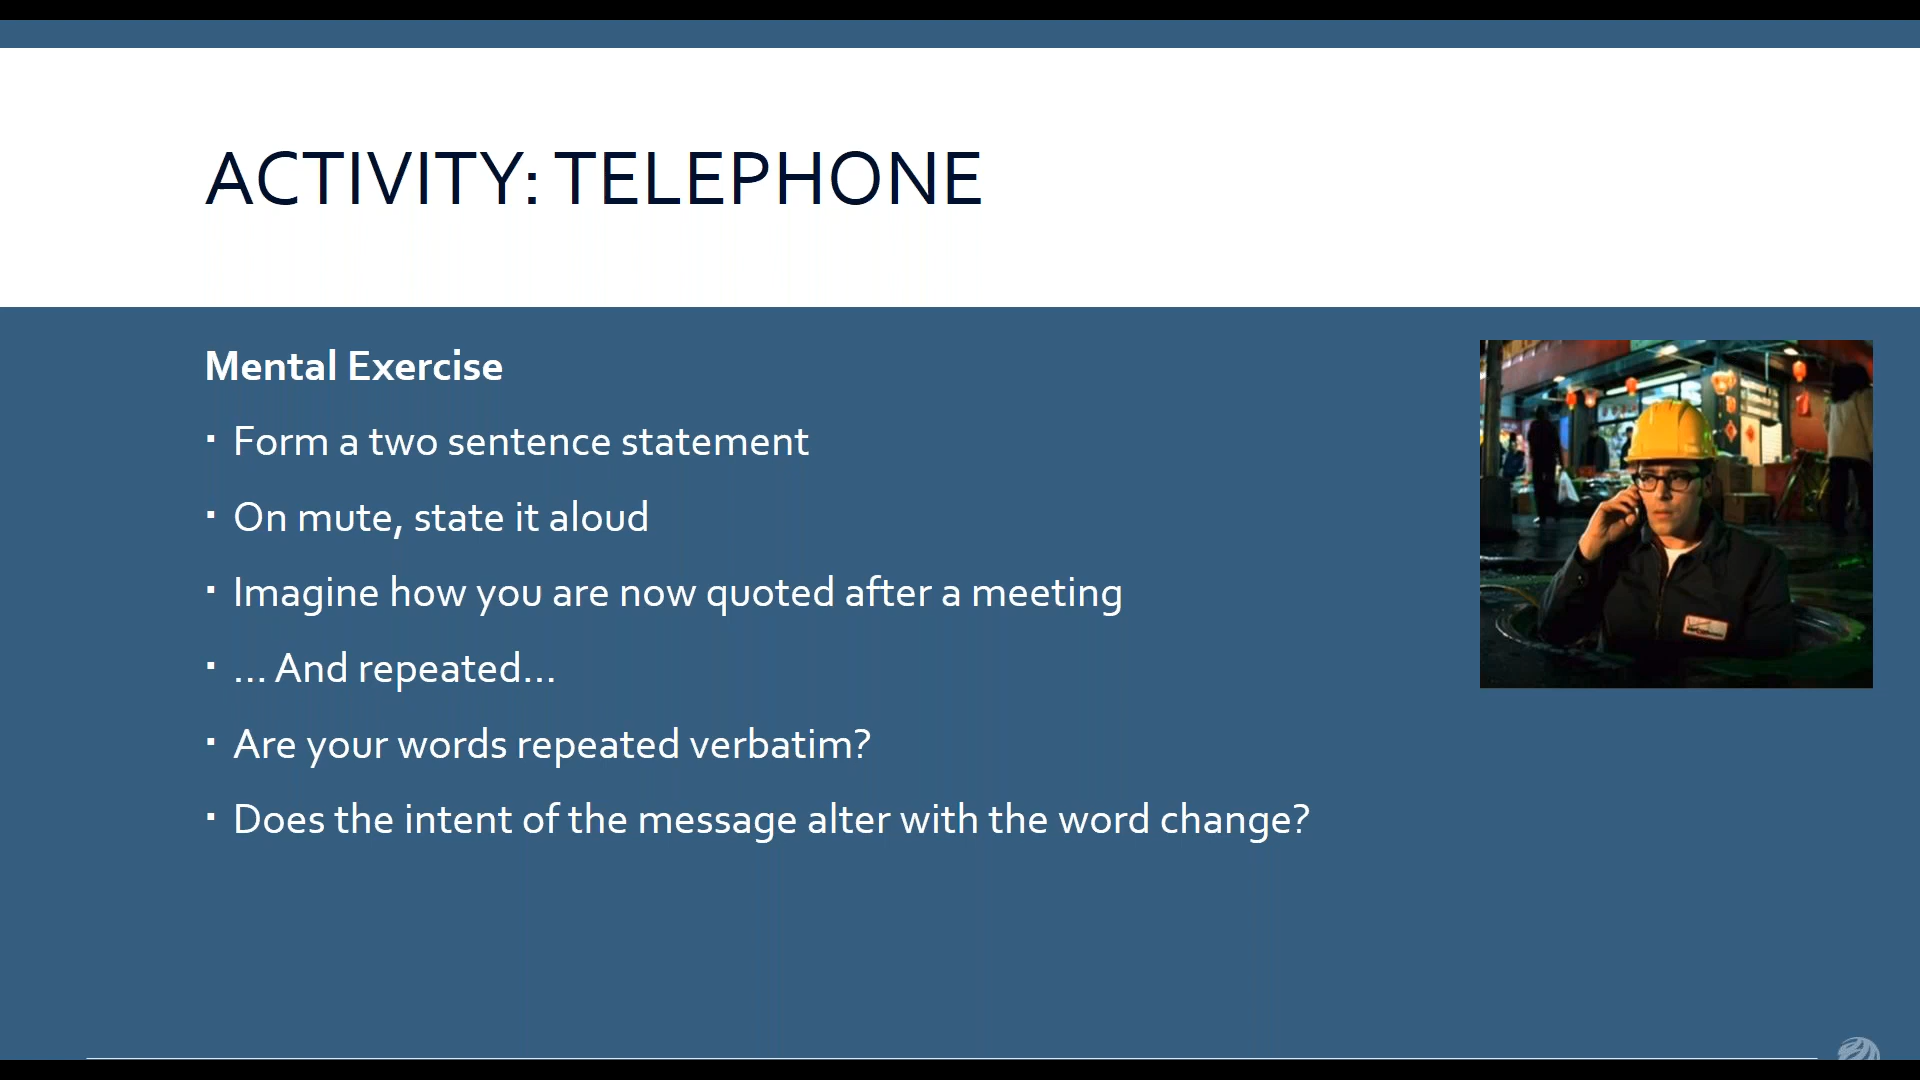 ACTIVITY: TELEPHONE
Mental Exercise
▪ Form a two sentence statement
▪ On mute, state it aloud
▪ Imagine how you are now quoted after a meeting
▪ ... And repeated...
▪ Are your words repeated verbatim?
▪ Does the intent of the message alter with the word change?